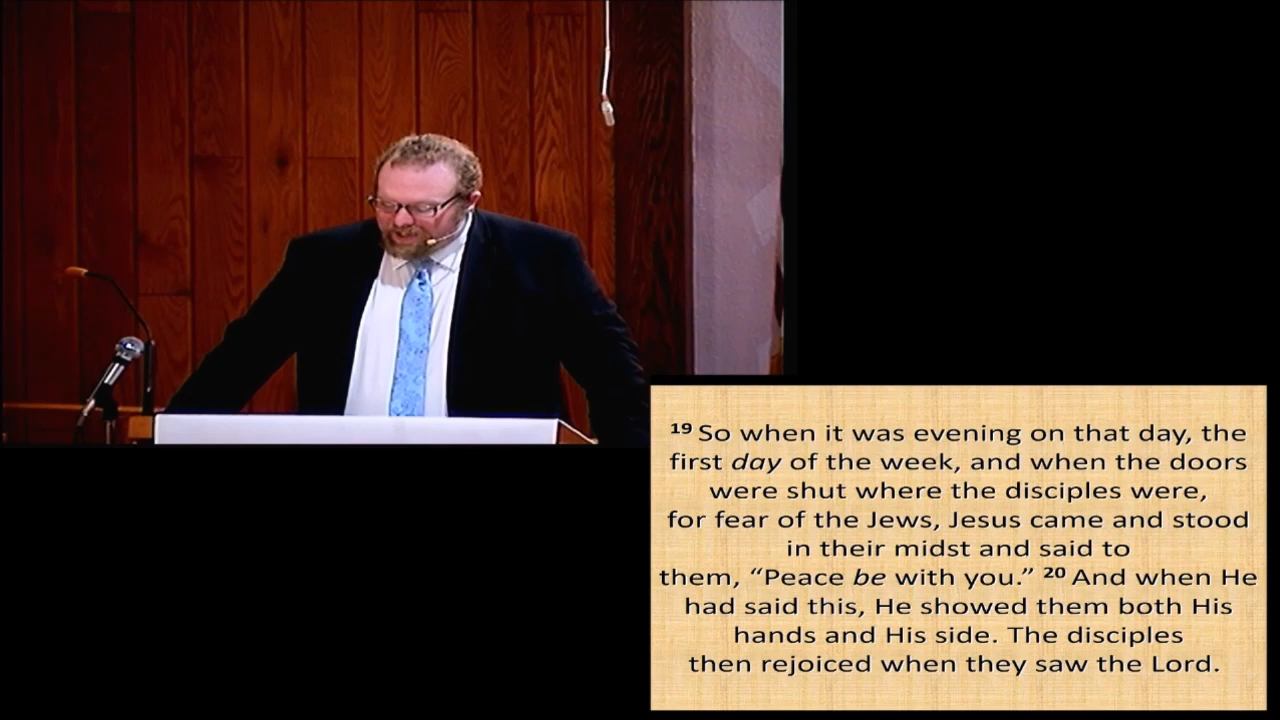 19 So when it was evening on that day, the
first day of the week, and when the doors
were shut where the disciples were,
for fear of the Jews, Jesus came and stood
in their midst and said to
them, “Peace be with you.” 20 And when He
had said this, He showed them both His
hands and His side. The disciples
then rejoiced when they saw the Lord.